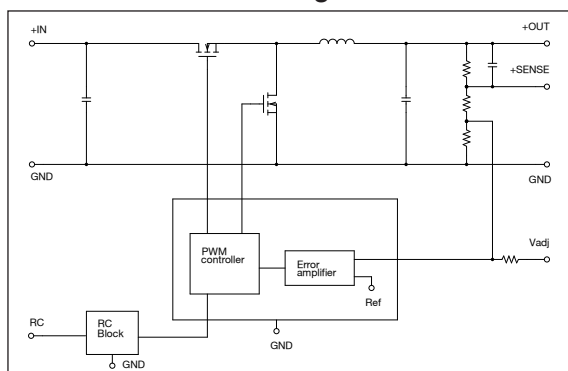 +IN
+OUT
+SENSE
GND
GND
PWM
controller
Error
amplifier
Vadj
Ref
RC
RC
Block
GND
GND